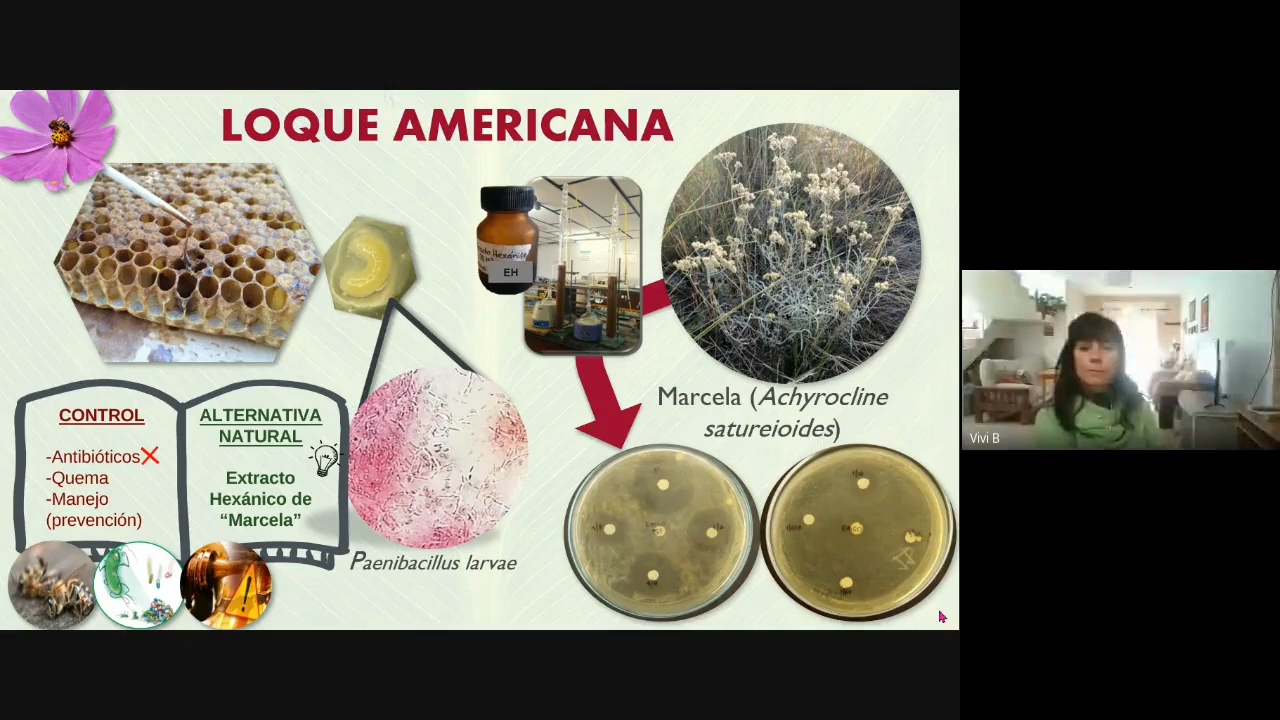 LOQUE AMERICANA
EH
Marcela (Achyrocline
satureioides)
CONTROL
-Antibióticos
-Quema
-Manejo
(prevención)
ALTERNATIVA
NATURAL
Extracto
Hexánico de
“Marcela”
Paenibacillus larvae
Vivi B